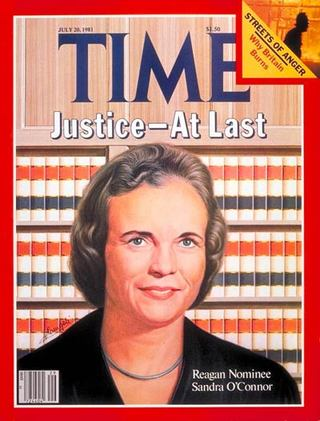 JULY 20, 1981
$1.50
STREETS OF ANGER
Why Britain
Burns
TIME
Justice—At Last
Reagan Nominee
Sandra O'Connor